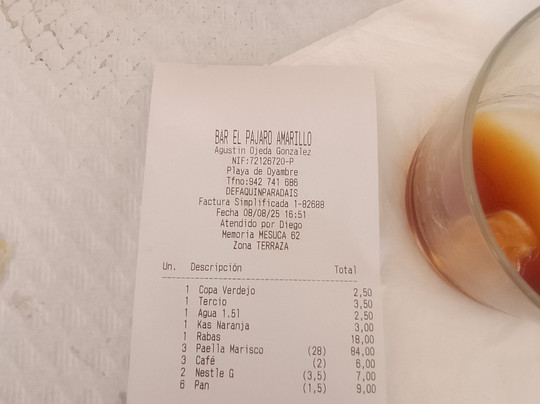 BAR EL PAJARO AMARILLO
Agustin Ojeda Gonzalez
NIF:72126720-P
Playa de Oyambre
Tfno:942 741 686
DEFAQUINPARADAIS
Factura Simplificada 1-82688
Fecha 08/08/25 16:51
Atendido por Diego
Memoria MESUCA 62
Zona TERRAZA
Un. Descripción Total
1 Copa Verdejo 2,50
1 Tercio 3,50
1 Agua 1.5l 2,50
1 Kas Naranja 3,00
1 Rabas 18,00
3 Paella Marisco (28) 84,00
3 Café (2) 6,00
2 Nestle G (3,5) 7,00
6 Pan (1,5) 9,00